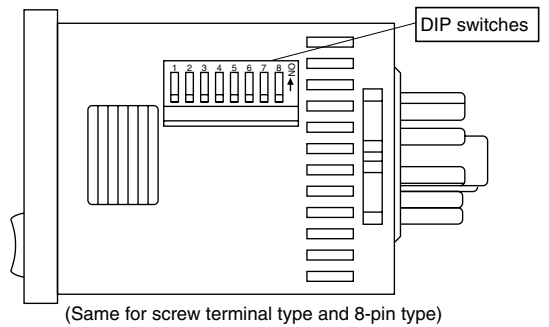 DIP switches
1 2 3 4 5 6 7 8 ON
(Same for screw terminal type and 8-pin type)